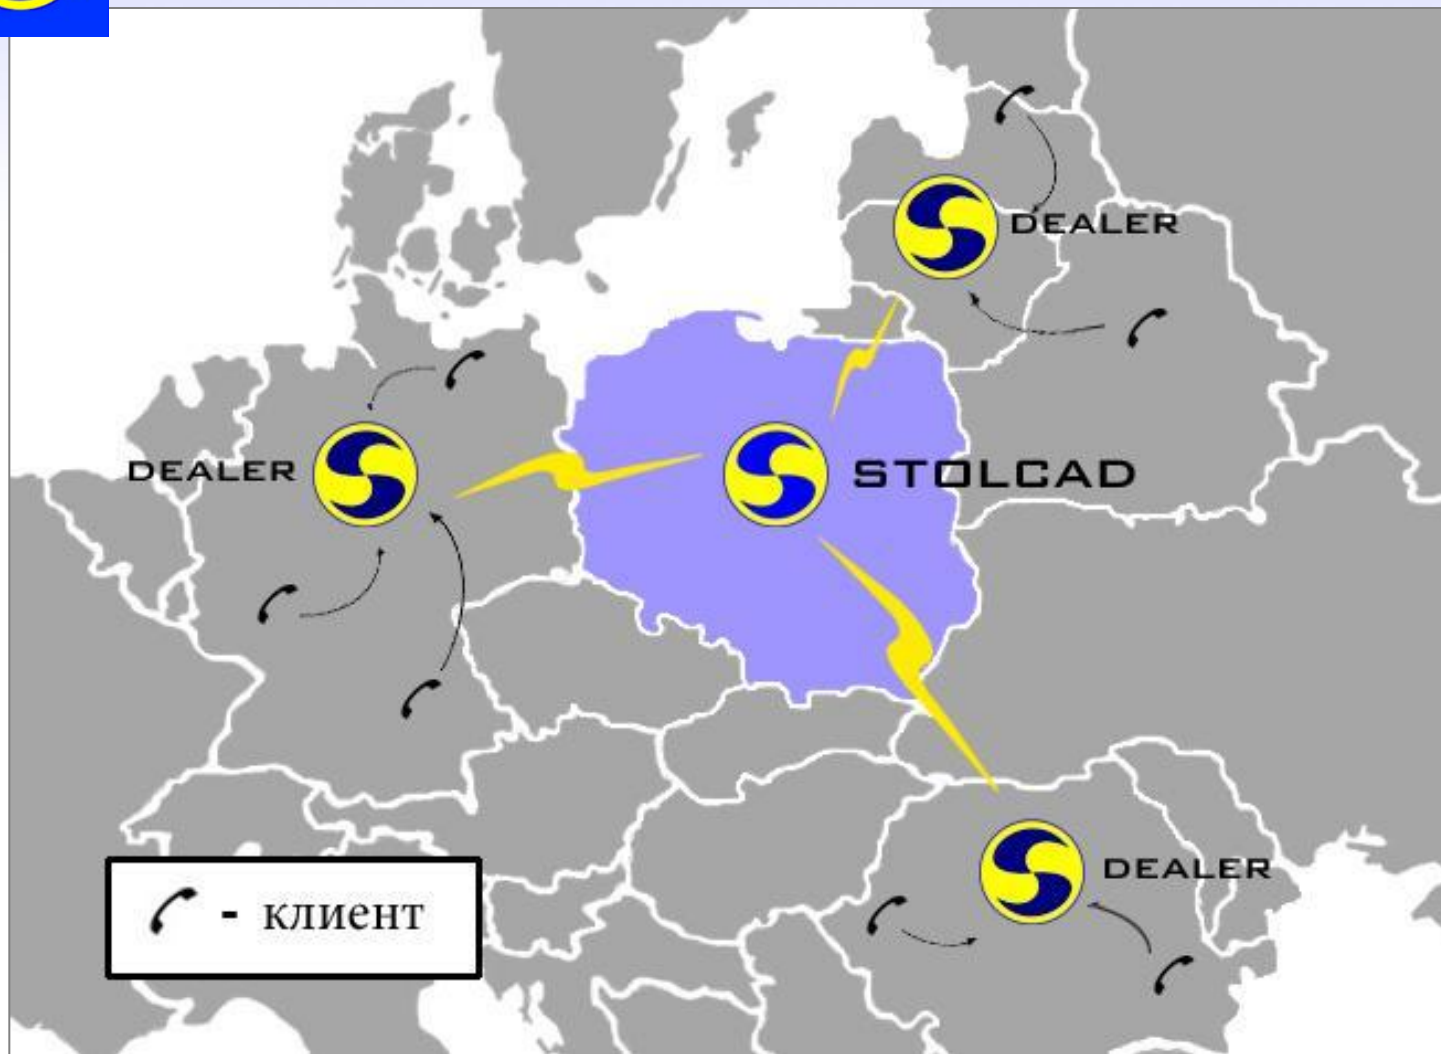 DEALER
DEALER
STOLCAD
DEALER
- клиент